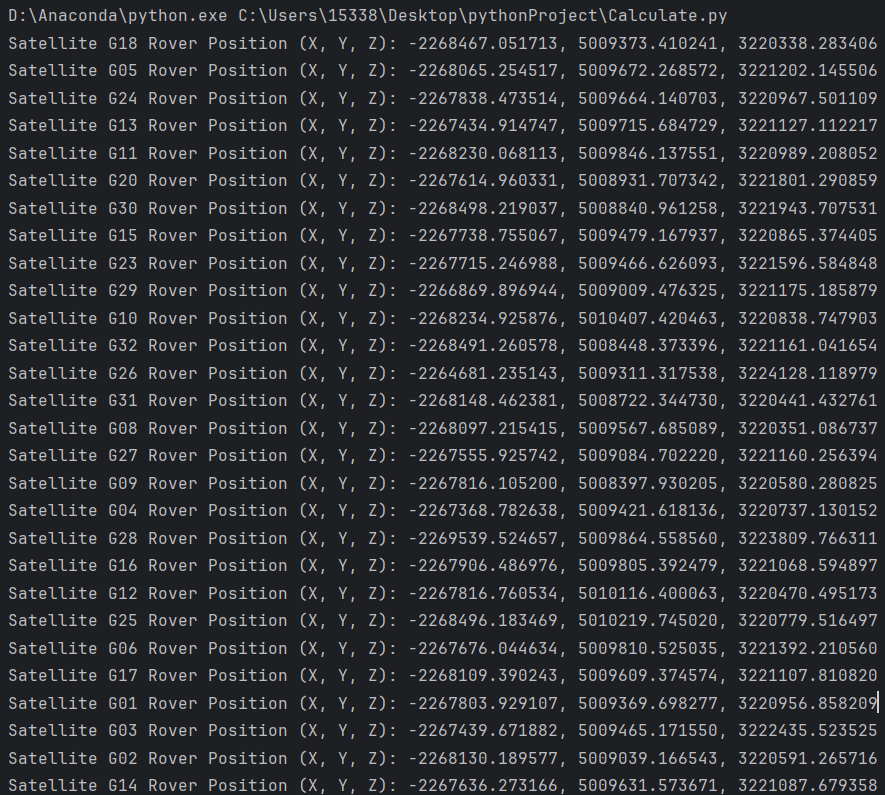 D:\Anaconda\python.exe C:\Users\15338\Desktop\pythonProject\Calculate.py
Satellite G18 Rover Position (X, Y, Z): -2268467.051713, 5009373.410241, 3220338.283406
Satellite G05 Rover Position (X, Y, Z): -2268065.254517, 5009672.268572, 3221202.145506
Satellite G24 Rover Position (X, Y, Z): -2267838.473514, 5009664.140703, 3220967.501109
Satellite G13 Rover Position (X, Y, Z): -2267434.914747, 5009715.684729, 3221127.112217
Satellite G11 Rover Position (X, Y, Z): -2268230.068113, 5009846.137551, 3220989.208052
Satellite G20 Rover Position (X, Y, Z): -2267614.960331, 5008931.707342, 3221801.290859
Satellite G30 Rover Position (X, Y, Z): -2268498.219037, 5008840.961258, 3221943.707531
Satellite G15 Rover Position (X, Y, Z): -2267738.755067, 5009479.167937, 3220865.374405
Satellite G23 Rover Position (X, Y, Z): -2267715.246988, 5009466.626093, 3221596.584848
Satellite G29 Rover Position (X, Y, Z): -2266869.896944, 5009009.476325, 3221175.185879
Satellite G10 Rover Position (X, Y, Z): -2268234.925876, 5010407.420463, 3220838.747903
Satellite G32 Rover Position (X, Y, Z): -2268491.260578, 5008448.373396, 3221161.041654
Satellite G26 Rover Position (X, Y, Z): -2264681.235143, 5009311.317538, 3224128.118979
Satellite G31 Rover Position (X, Y, Z): -2268148.462381, 5008722.344730, 3220441.432761
Satellite G08 Rover Position (X, Y, Z): -2268097.215415, 5009567.685089, 3220351.086737
Satellite G27 Rover Position (X, Y, Z): -2267555.925742, 5009084.702220, 3221160.256394
Satellite G09 Rover Position (X, Y, Z): -2267816.105200, 5008397.930205, 3220580.280825
Satellite G04 Rover Position (X, Y, Z): -2267368.782638, 5009421.618136, 3220737.130152
Satellite G28 Rover Position (X, Y, Z): -2269539.524657, 5009864.558560, 3223809.766311
Satellite G16 Rover Position (X, Y, Z): -2267906.486976, 5009805.392479, 3221068.594897
Satellite G12 Rover Position (X, Y, Z): -2267816.760534, 5010116.400063, 3220470.495173
Satellite G25 Rover Position (X, Y, Z): -2268496.183469, 5010219.745020, 3220779.516497
Satellite G06 Rover Position (X, Y, Z): -2267676.044634, 5009810.525035, 3221392.210560
Satellite G17 Rover Position (X, Y, Z): -2268109.390243, 5009609.374574, 3221107.810820
Satellite G01 Rover Position (X, Y, Z): -2267803.929107, 5009369.698277, 3220956.858209
Satellite G03 Rover Position (X, Y, Z): -2267439.671882, 5009465.171550, 3222435.523525
Satellite G02 Rover Position (X, Y, Z): -2268130.189577, 5009039.166543, 3220591.265716
Satellite G14 Rover Position (X, Y, Z): -2267636.273166, 5009631.573671, 3221087.679358